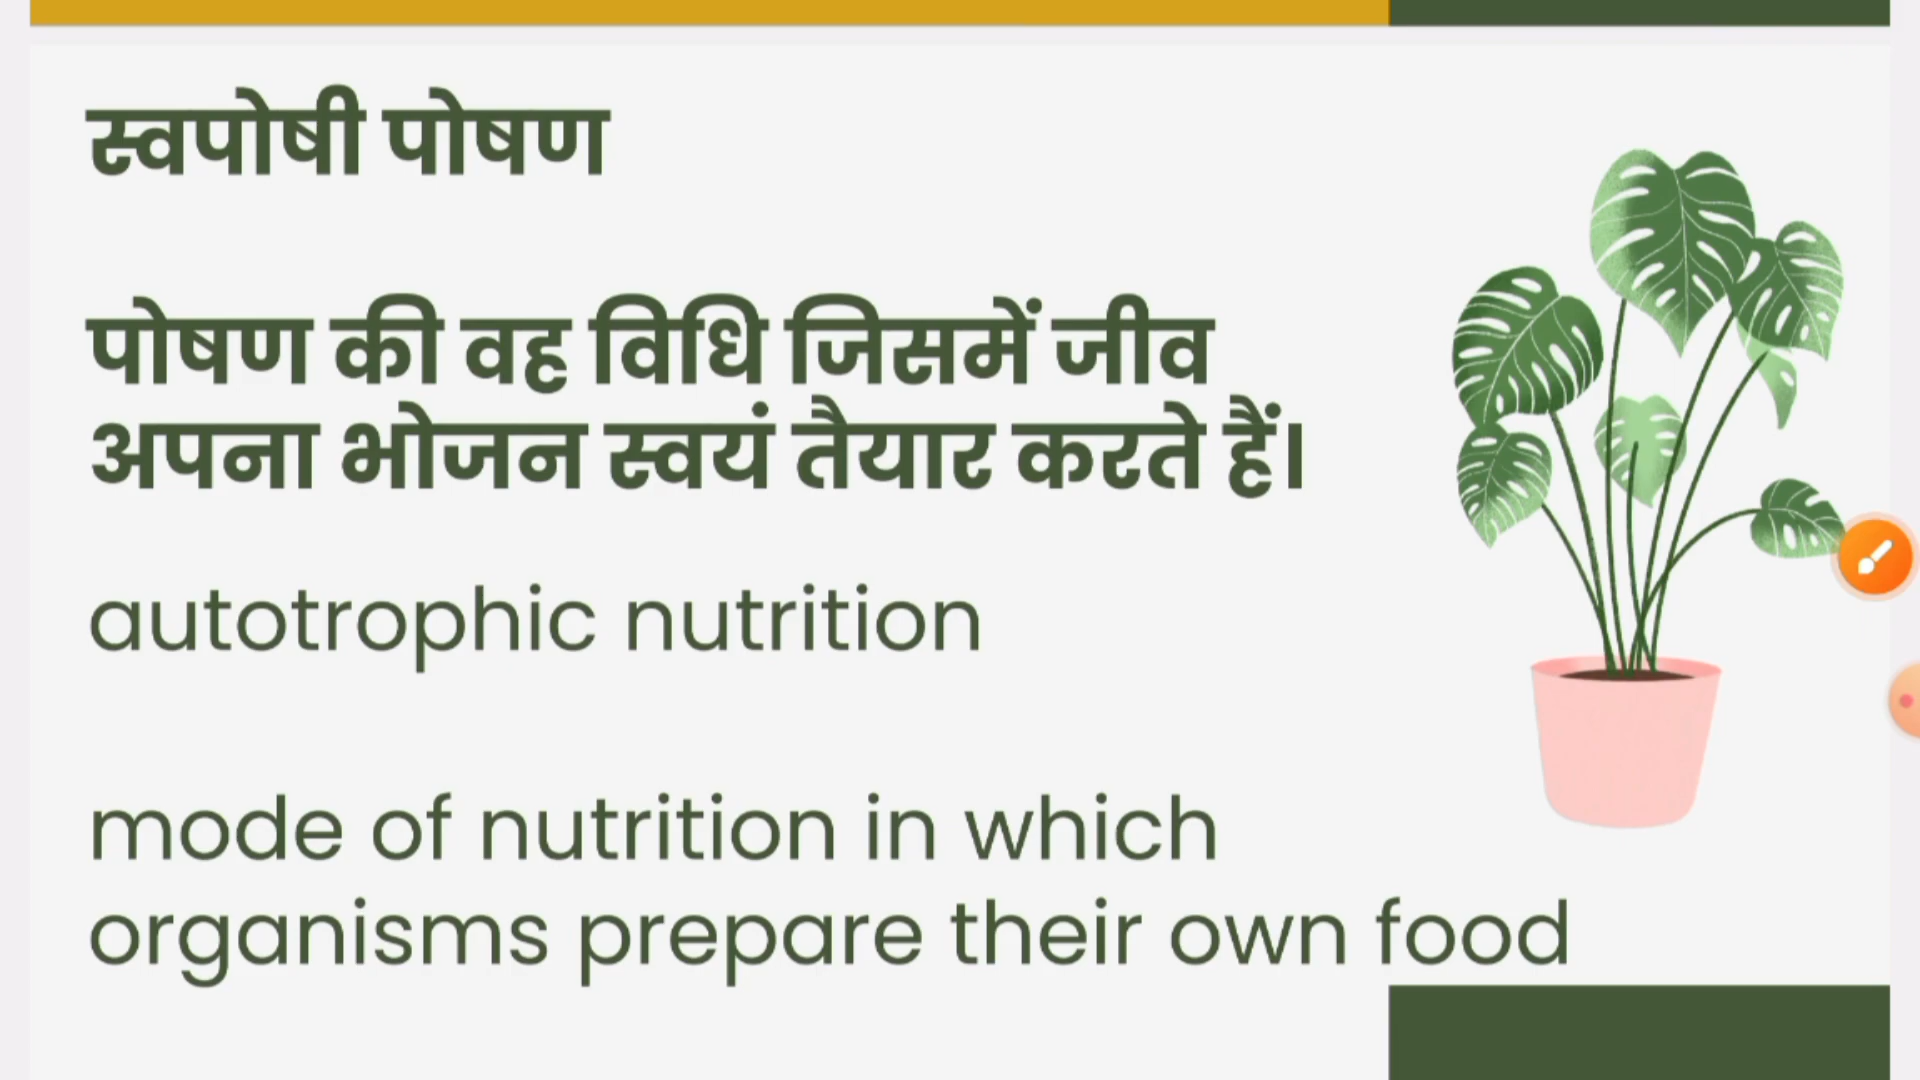 स्वपोषी पोषण
पोषण की वह विधि जिसमें जीव
अपना भोजन स्वयं तैयार करते हैं।
autotrophic nutrition
mode of nutrition in which
organisms prepare their own food